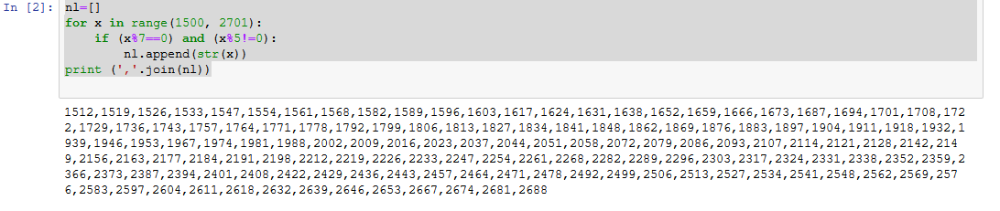 In [2]: nl=[]
for x in range(1500, 2701):
    if (x%7==0) and (x%5!=0):
        nl.append(str(x))
print (','.join(nl))
1512,1519,1526,1533,1547,1554,1561,1568,1582,1589,1596,1603,1617,1624,1631,1638,1652,1659,1666,1673,1687,1694,1701,1708,172
2,1729,1736,1743,1757,1764,1771,1778,1792,1799,1806,1813,1827,1834,1841,1848,1862,1869,1876,1883,1897,1904,1911,1918,1932,1
939,1946,1953,1967,1974,1981,1988,2002,2009,2016,2023,2037,2044,2051,2058,2072,2079,2086,2093,2107,2114,2121,2128,2142,214
9,2156,2163,2177,2184,2191,2198,2212,2219,2226,2233,2247,2254,2261,2268,2282,2289,2296,2303,2317,2324,2331,2338,2352,2359,2
366,2373,2387,2394,2401,2408,2422,2429,2436,2443,2457,2464,2471,2478,2492,2499,2506,2513,2527,2534,2541,2548,2562,2569,257
6,2583,2597,2604,2611,2618,2632,2639,2646,2653,2667,2674,2681,2688